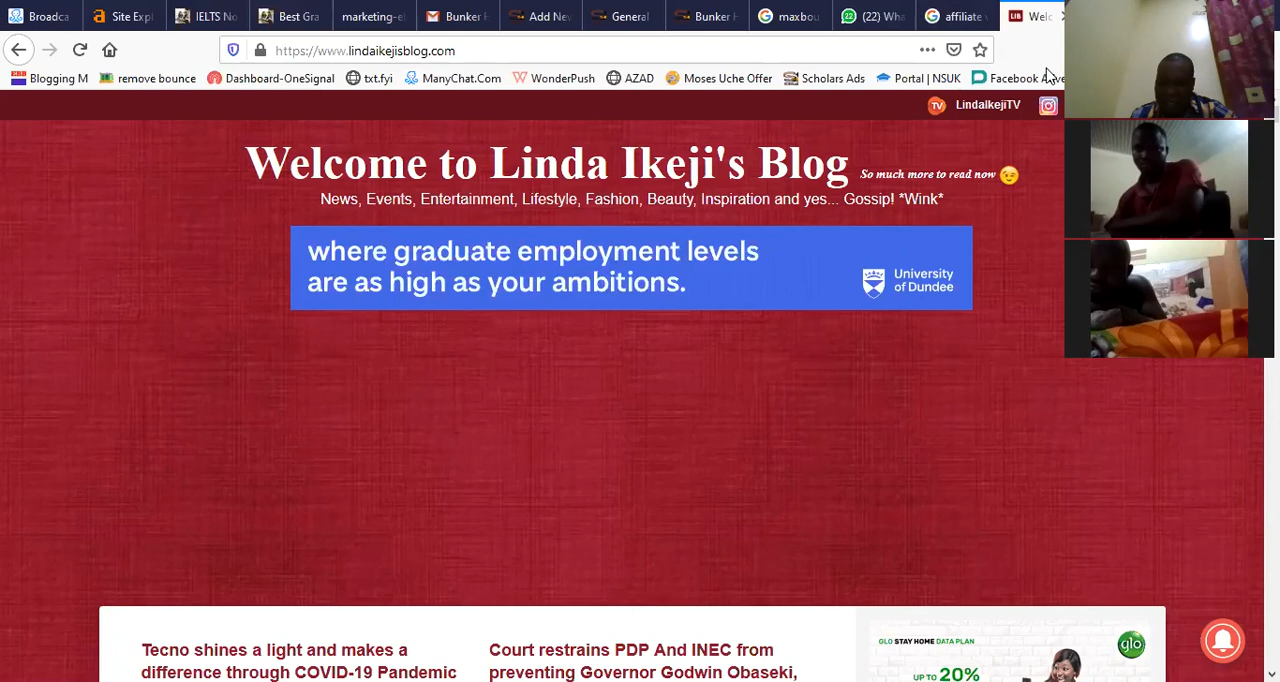 Broadca
Site Expl
IELTS No
Best Gra
marketing-el
Bunker H
Add Nev
General
Bunker H
maxbou
(22) Wha
affiliate
Welc
https://www.lindaikejisblog.com
Blogging M
remove bounce
Dashboard-OneSignal
txt.fyi
ManyChat.Com
WonderPush
AZAD
Moses Uche Offer
Scholars Ads
Portal | NSUK
Facebook
TV
LindaIkejiTV
Welcome to Linda Ikeji's Blog So much more to read now
News, Events, Entertainment, Lifestyle, Fashion, Beauty, Inspiration and yes... Gossip! *Wink*
where graduate employment levels
are as high as your ambitions.
University
of Dundee
Tecno shines a light and makes a
difference through COVID-19 Pandemic
Court restrains PDP And INEC from
preventing Governor Godwin Obaseki,
GLO STAY HOME DATA PLAN
glo
UP TO 20%